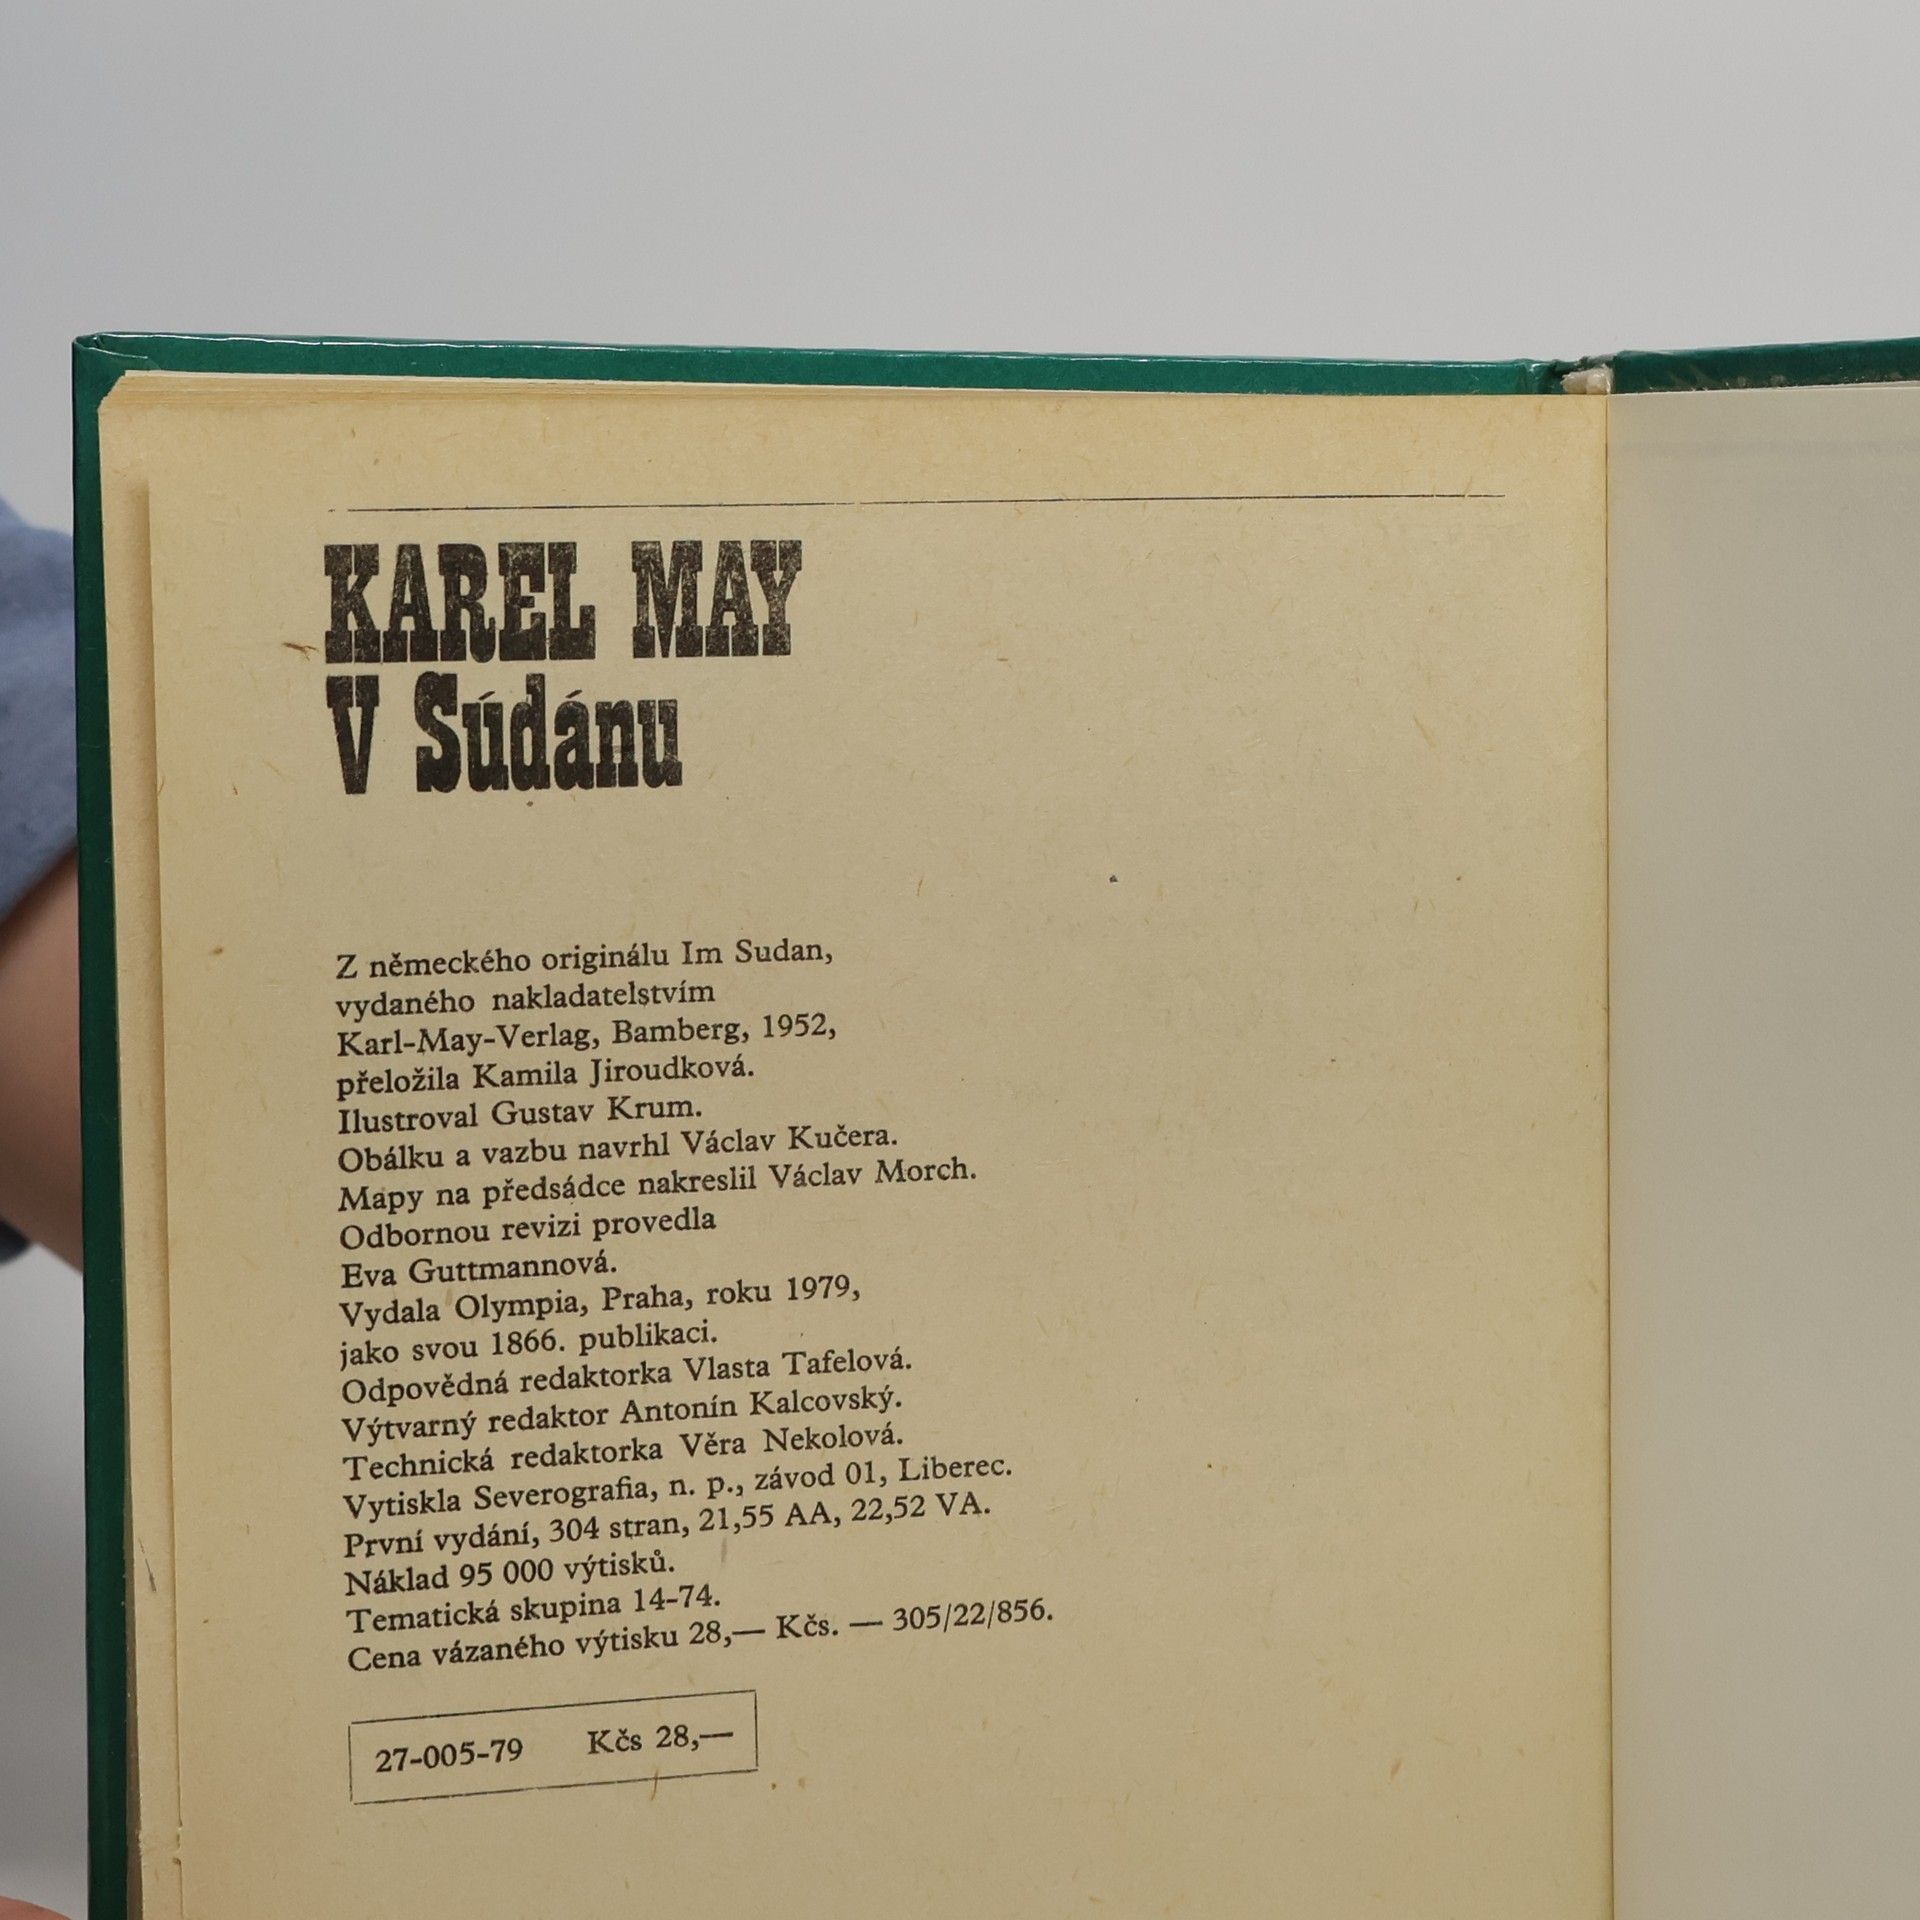 KAREL MAY
V Súdánu
Z německého originálu Im Sudan,
vydaného nakladatelstvím
Karl-May-Verlag, Bamberg, 1952,
přeložila Kamila Jiroudková.
Ilustroval Gustav Krum.
Obálku a vazbu navrhl Václav Kučera.
Mapy na předsádce nakreslil Václav Morch.
Odbornou revizi provedla
Eva Guttmannová.
Vydala Olympia, Praha, roku 1979,
jako svou 1866. publikaci.
Odpovědná redaktorka Vlasta Tafelová.
Výtvarný redaktor Antonín Kalcovský.
Technická redaktorka Věra Nekolová.
Vytiskla Severografia, n. p., závod 01, Liberec.
První vydání, 304 stran, 21,55 AA, 22,52 VA.
Náklad 95 000 výtisků.
Tematická skupina 14-74.
Cena vázaného výtisku 28,— Kčs. — 305/22/856.
27-005-79 Kčs 28,—